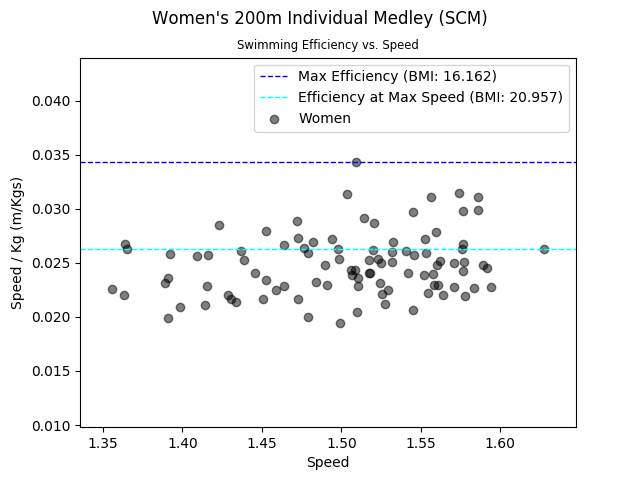 Women's 200m Individual Medley (SCM)
Swimming Efficiency vs. Speed
Max Efficiency (BMI: 16.162)
Efficiency at Max Speed (BMI: 20.957)
Women
Speed / Kg (m/Kgs)
0.040
0.035
0.030
0.025
0.020
0.015
0.010
1.35 1.40 1.45 1.50 1.55 1.60
Speed